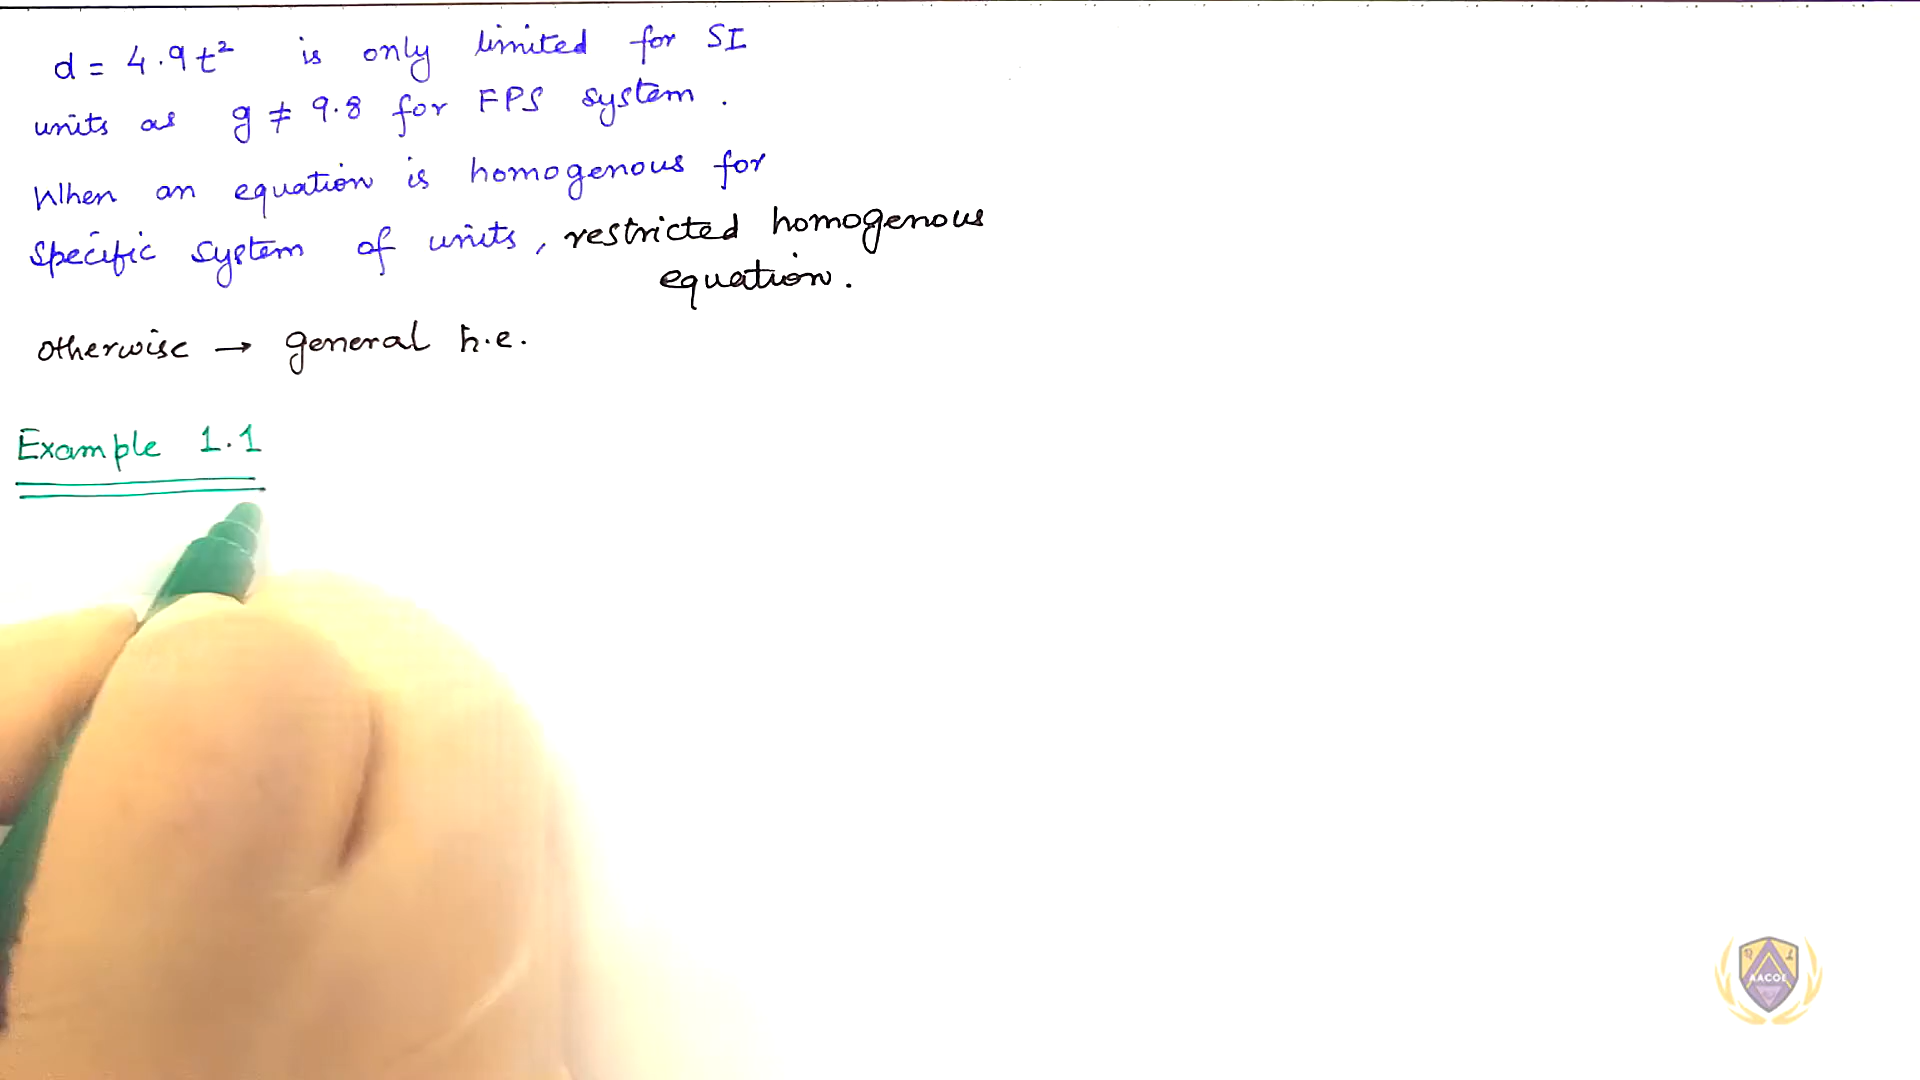 d = 4.9t² is only limited for SI
units as g ≠ 9.8 for FPS system.
When an equation is homogenous for
specific system of units, restricted homogenous
equation.
otherwise → general h.e.
Example 1.1
AACOE